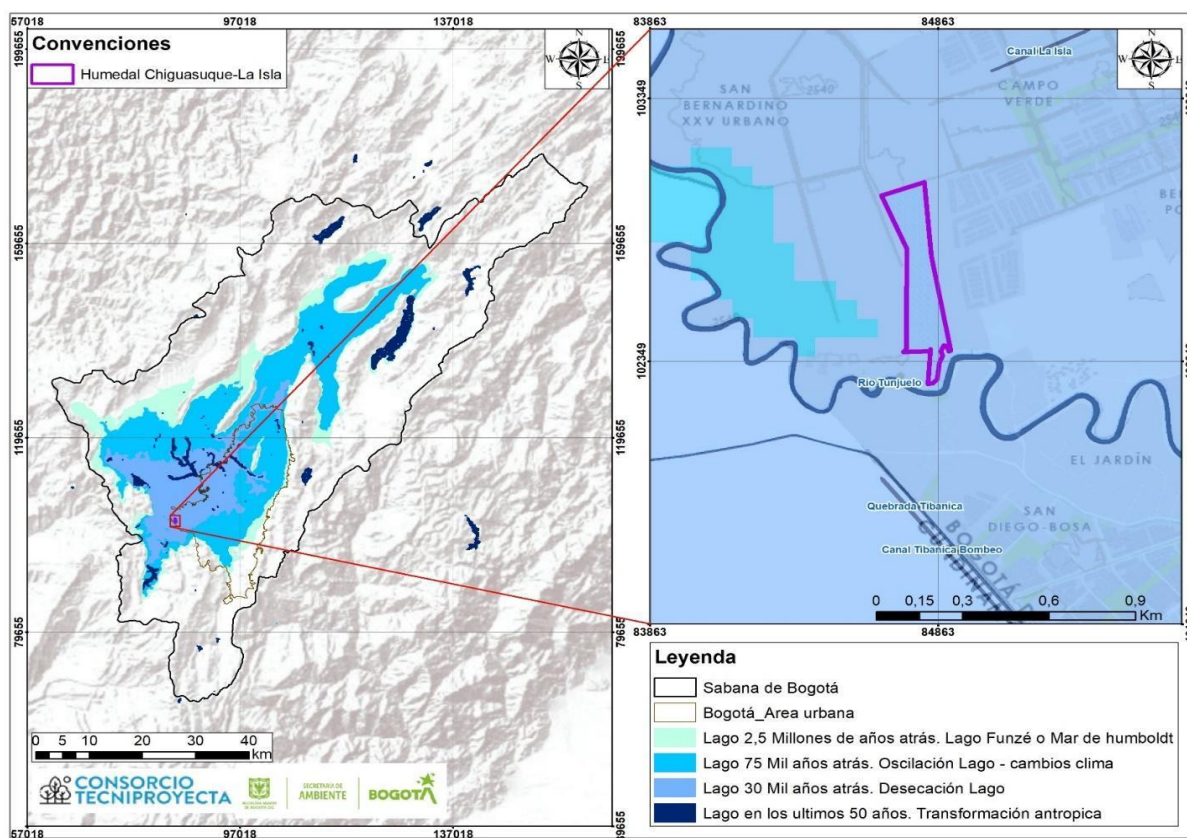 57018
97018
137018
199655
159655
119655
79655
199655
159655
119655
79655
Convenciones
Humedal Chiguasuque-La Isla
N
W
E
S
0 5 10 20 30 40
km
CONSORCIO
TECNIPROYECTA
SECRETARÍA DE
AMBIENTE
BOGOTÁ
57018
97018
137018
83863
84863
103349
102349
N
W
E
S
Canal La Isla
SAN
BERNARDINO
XXV URBANO
2540
CAMPO
VERDE
Río Tunjuelo
EL JARDÍN
Quebrada Tibanica
SAN
DIEGO-BOSA
Canal Tibanica Bombeo
0 0,15 0,3 0,6 0,9
Km
83863
84863
Leyenda
Sabana de Bogotá
Bogotá_Area urbana
Lago 2,5 Millones de años atrás. Lago Funzé o Mar de humboldt
Lago 75 Mil años atrás. Oscilación Lago - cambios clima
Lago 30 Mil años atrás. Desecación Lago
Lago en los ultimos 50 años. Transformación antropica